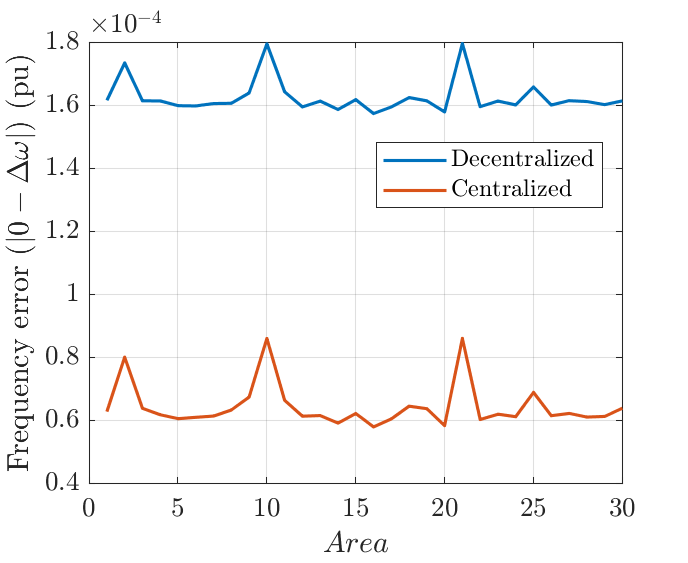 ×10⁻⁴
1.8
1.6
1.4
1.2
1
0.8
0.6
0.4
0 5 10 15 20 25 30
Frequency error (|0 − Δω|) (pu)
Area
Decentralized
Centralized